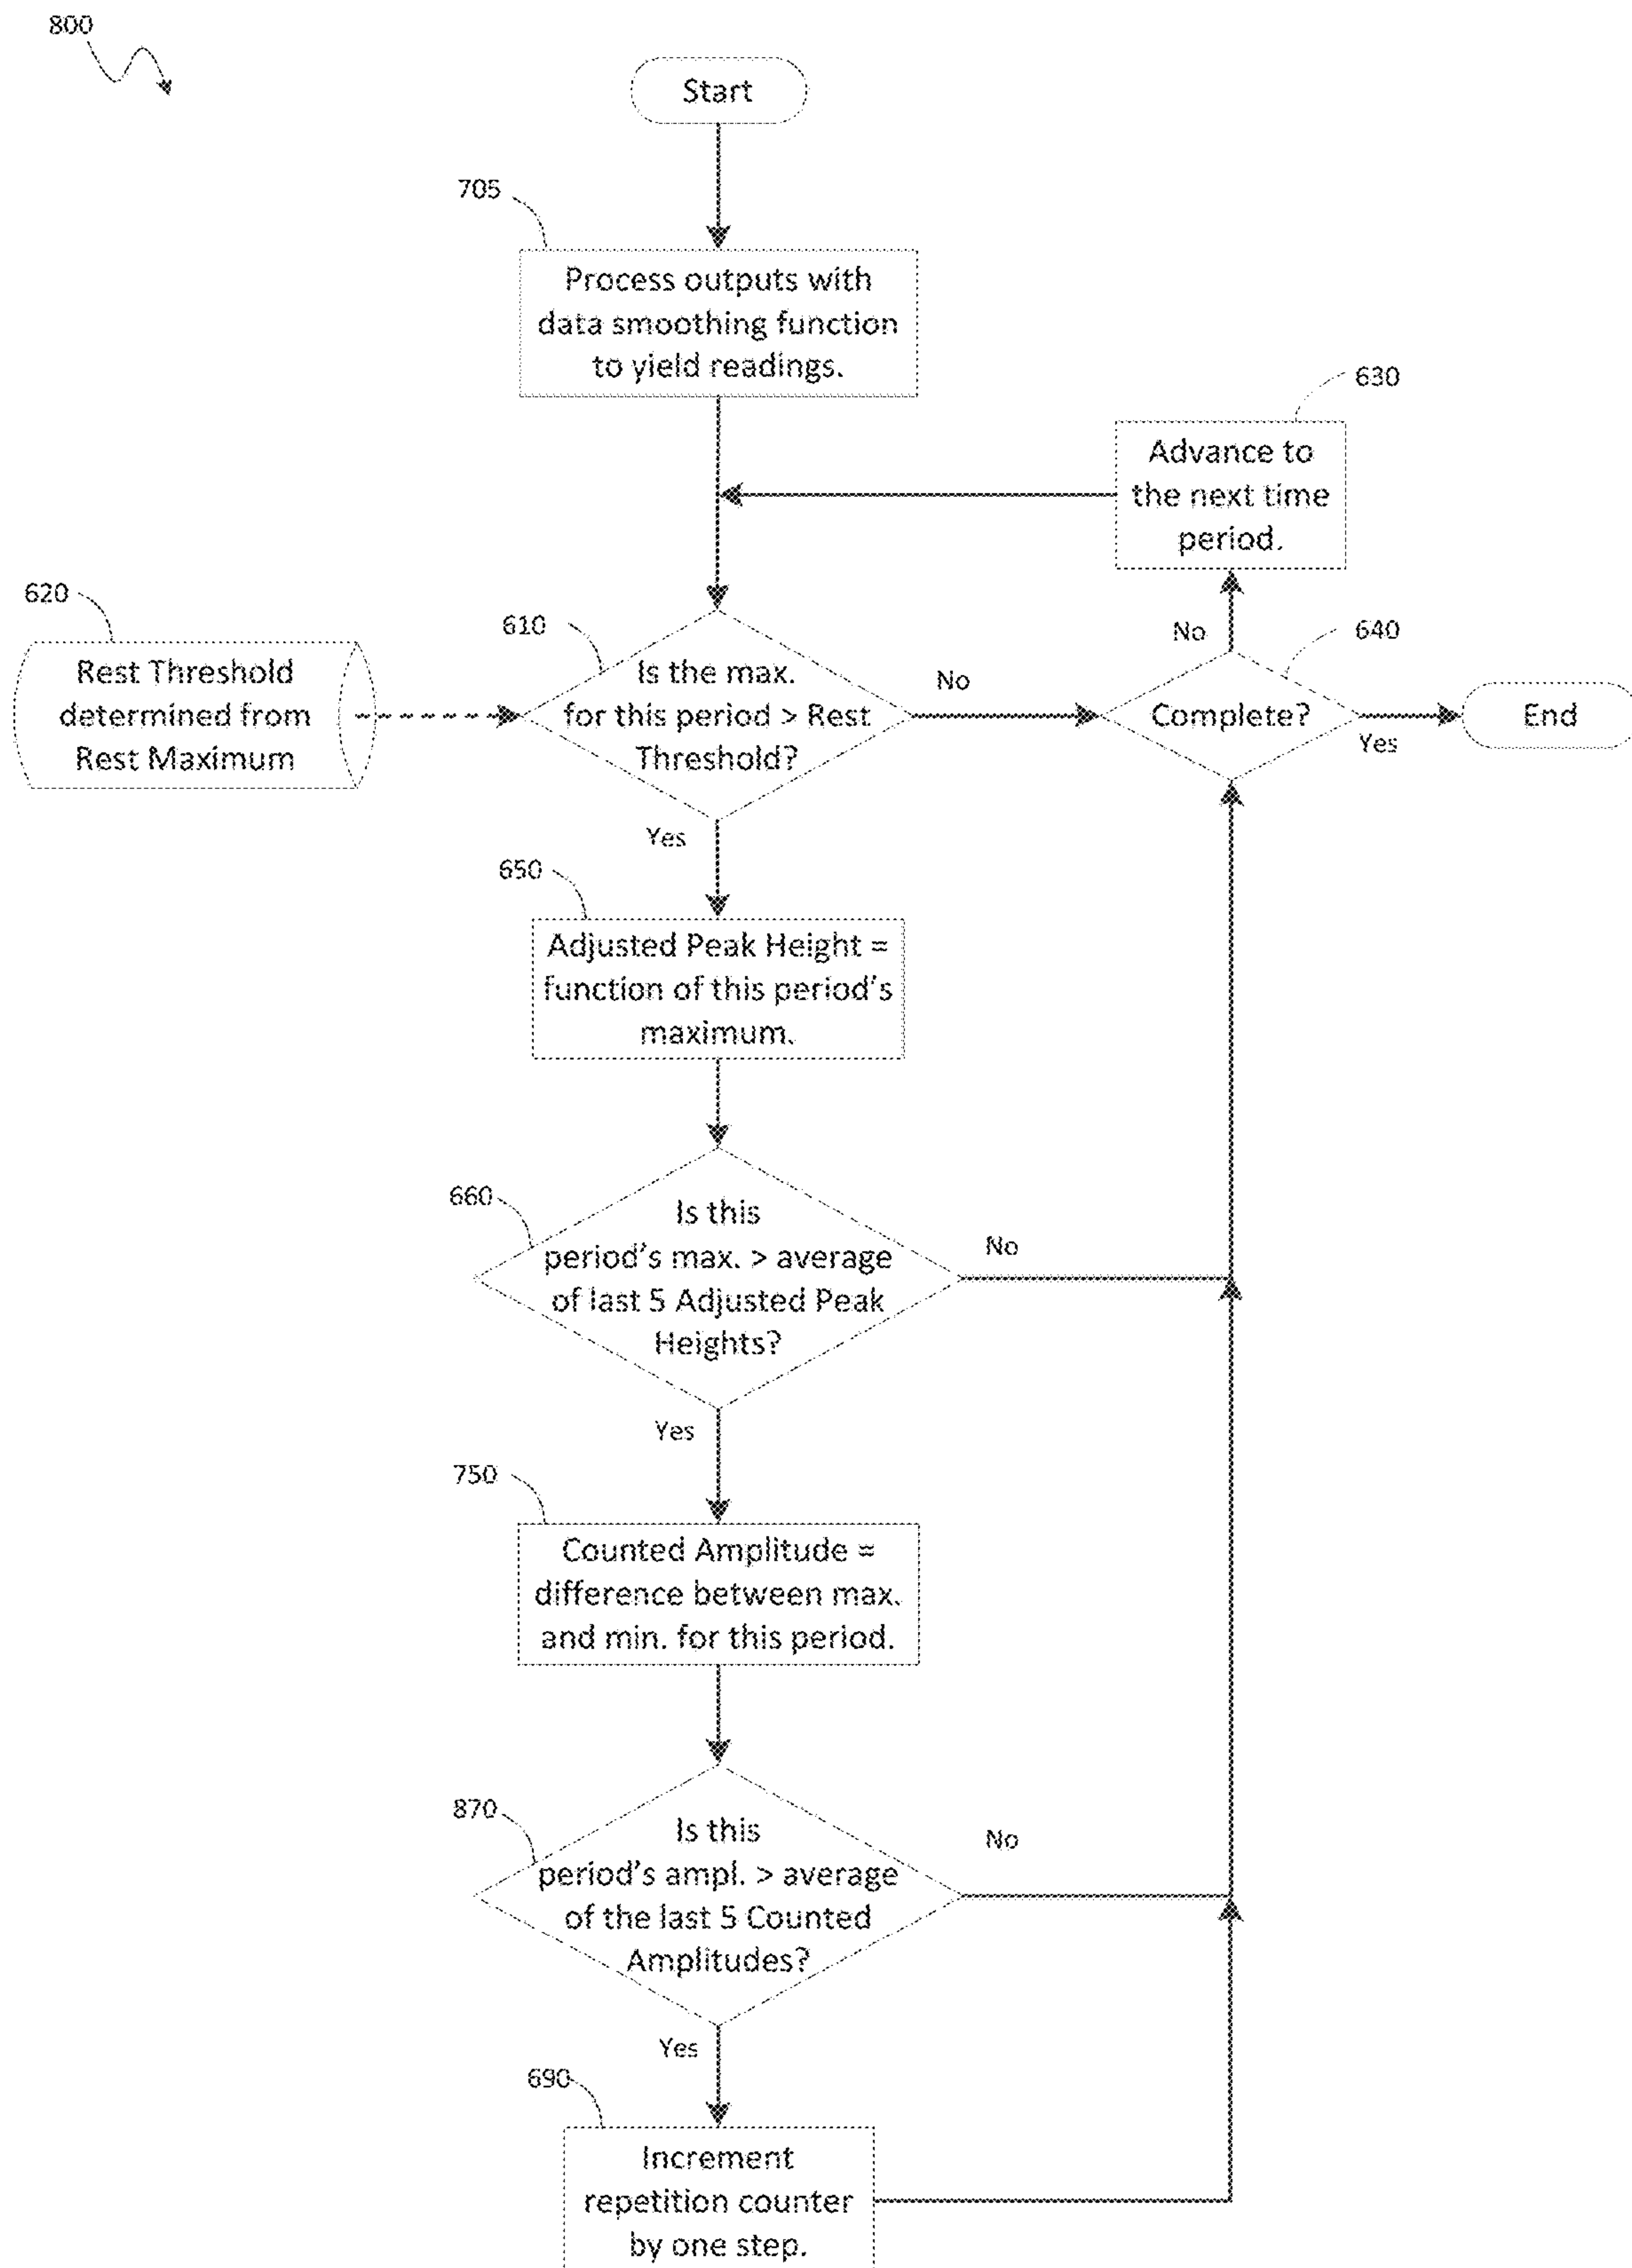 800
Start
705
Process outputs with
data smoothing function
to yield readings.
630
Advance to
the next time
period.
620
Rest Threshold
determined from
Rest Maximum
610
Is the max.
for this period > Rest
Threshold?
No
No
640
Complete?
Yes
End
Yes
650
Adjusted Peak Height =
function of this period's
maximum.
660
Is this
period's max. > average
of last 5 Adjusted Peak
Heights?
No
Yes
750
Counted Amplitude =
difference between max.
and min. for this period.
870
Is this
period's ampl. > average
of the last 5 Counted
Amplitudes?
No
Yes
690
Increment
repetition counter
by one step.